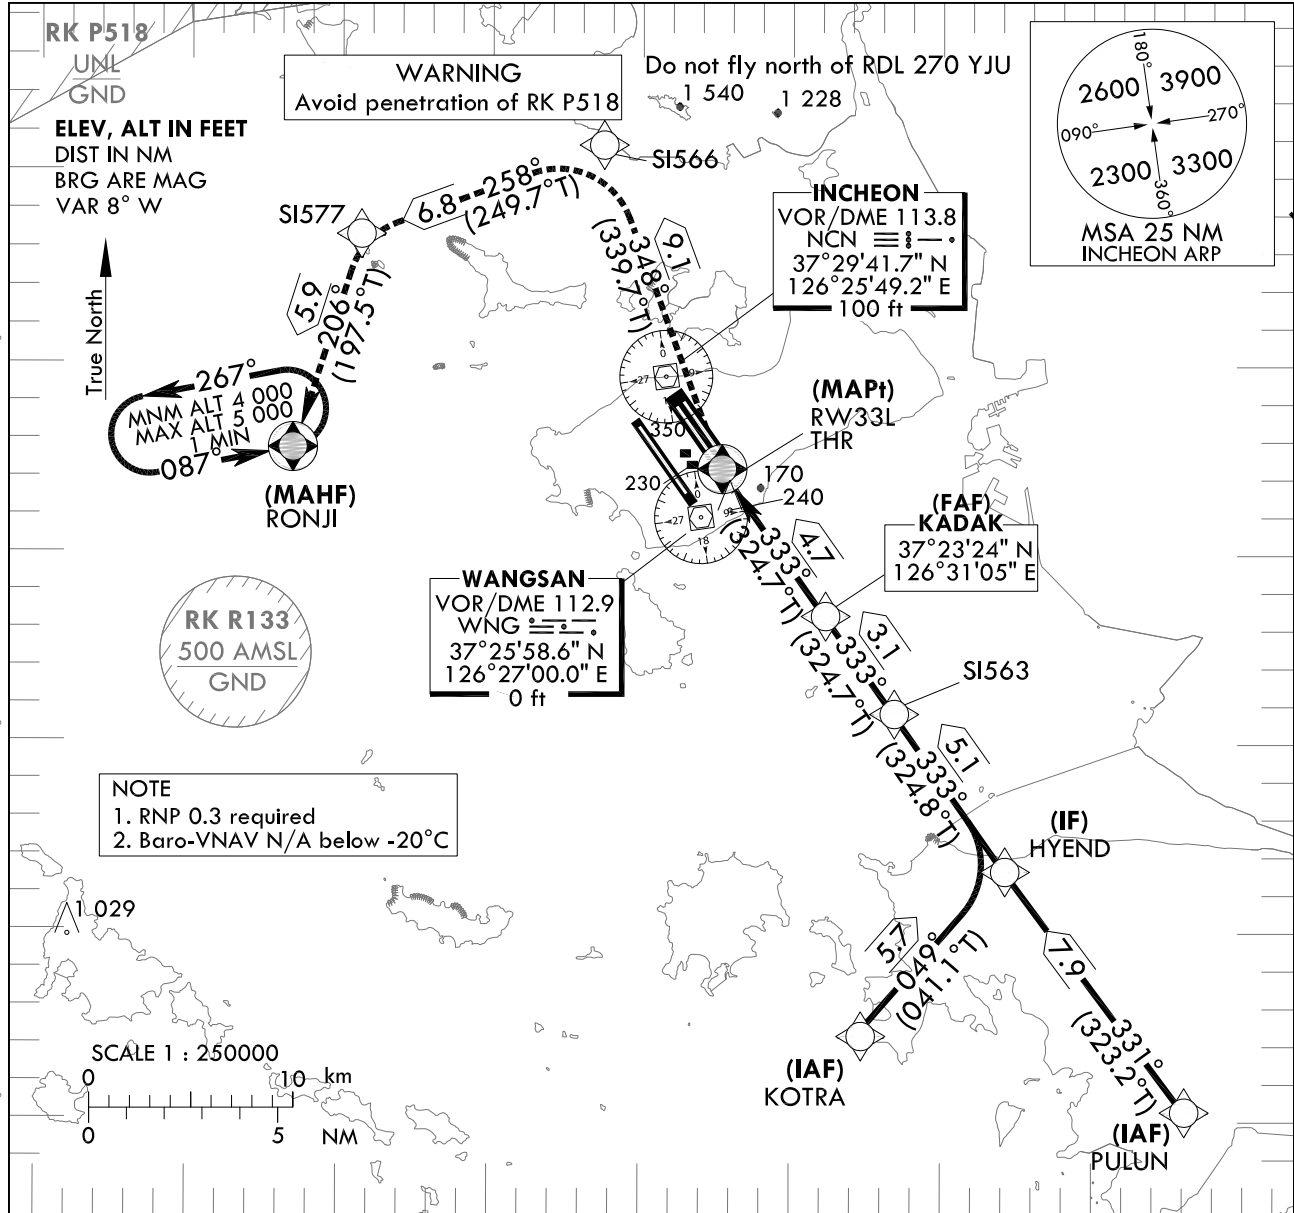 RK P518
UNL
GND
WARNING
Avoid penetration of RK P518
Do not fly north of RDL 270 YJU
1 540
1 228
180°
2600
3900
090°
270°
2300
3300
360°
MSA 25 NM
INCHEON ARP
ELEV, ALT IN FEET
DIST IN NM
BRG ARE MAG
VAR 8° W
True North
SI566
SI577
6.8
258°
(249.7°T)
9.1
348°
(339.7°T)
5.9
206°
(197.5°T)
INCHEON
VOR/DME 113.8
NCN
37°29'41.7" N
126°25'49.2" E
100 ft
267°
MNM ALT 4 000
MAX ALT 5 000
1 MIN
087°
(MAHF)
RONJI
0
27
9
350
(MAPt)
RW33L
THR
230
170
240
0
27
9
18
(FAF)
KADAK
37°23'24" N
126°31'05" E
4.7
333°
(324.7°T)
WANGSAN
VOR/DME 112.9
WNG
37°25'58.6" N
126°27'00.0" E
0 ft
RK R133
500 AMSL
GND
3.1
333°
(324.7°T)
SI563
5.1
333°
(324.8°T)
NOTE
1. RNP 0.3 required
2. Baro-VNAV N/A below -20°C
(IF)
HYEND
1 029
5.7
049°
(041.1°T)
7.9
331°
(323.2°T)
SCALE 1 : 250000
0 10 km
0 5 NM
(IAF)
KOTRA
(IAF)
PULUN